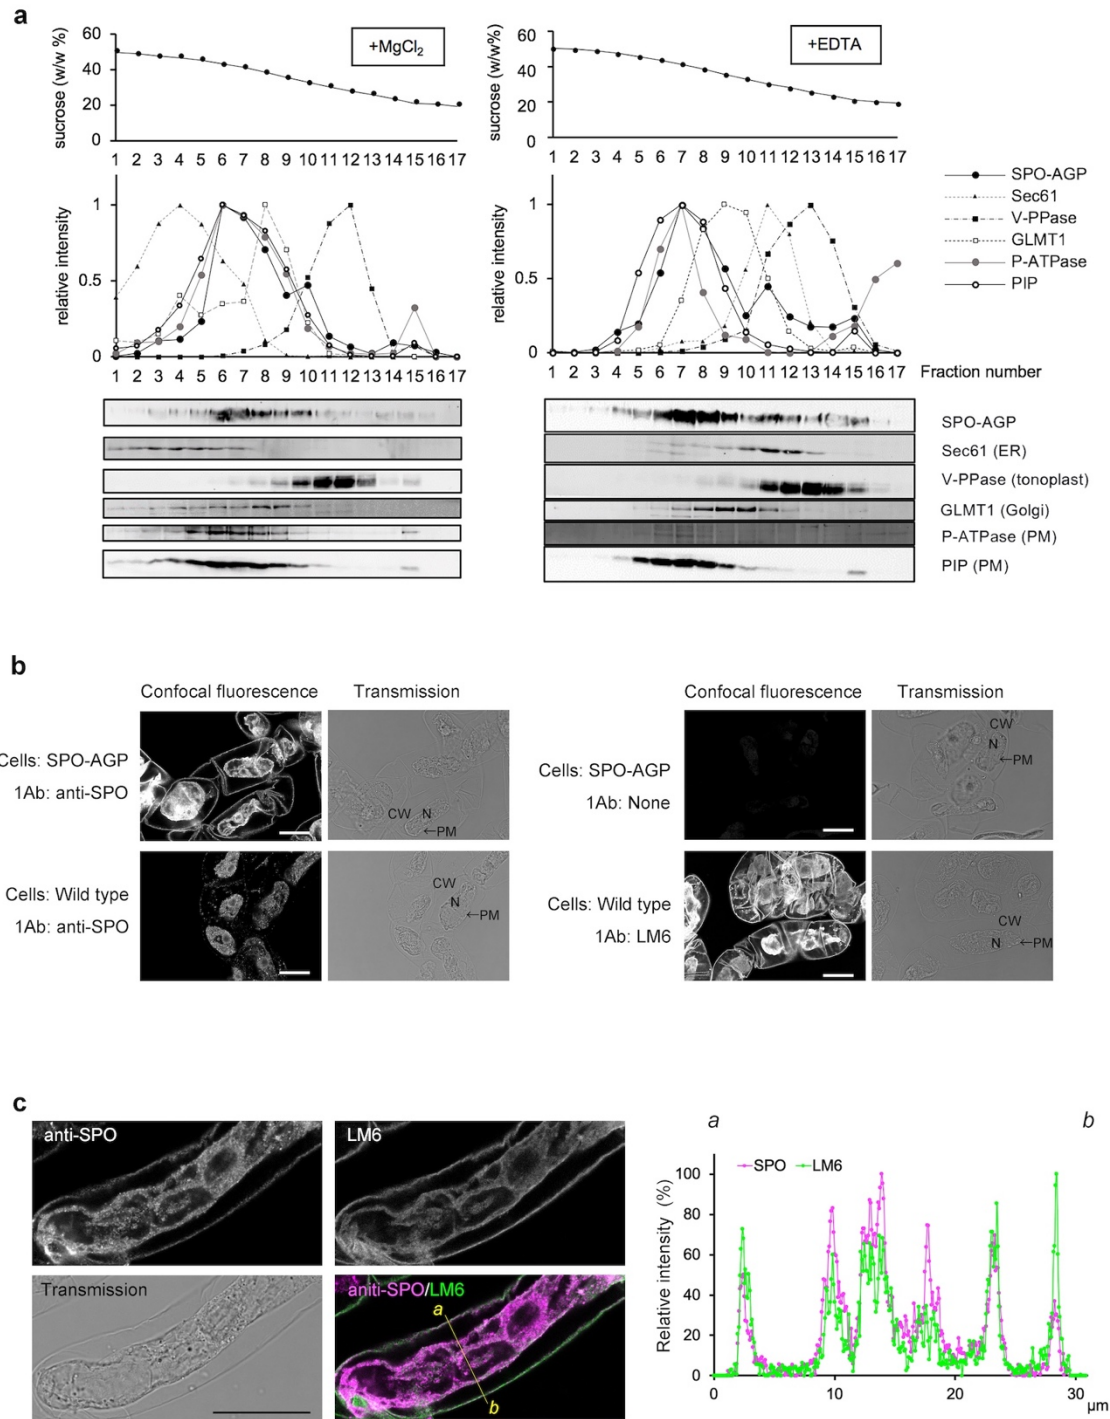 a
60
40
20
0
sucrose (w/w %)
+MgCl2
1 2 3 4 5 6 7 8 9 10 11 12 13 14 15 16 17
60
40
20
0
sucrose (w/w%)
+EDTA
1 2 3 4 5 6 7 8 9 10 11 12 13 14 15 16 17
1
0.5
0
relative intensity
1 2 3 4 5 6 7 8 9 10 11 12 13 14 15 16 17
1
0.5
0
relative intensity
1 2 3 4 5 6 7 8 9 10 11 12 13 14 15 16 17
Fraction number
SPO-AGP
Sec61
V-PPase
GLMT1
P-ATPase
PIP
SPO-AGP
Sec61 (ER)
V-PPase (tonoplast)
GLMT1 (Golgi)
P-ATPase (PM)
PIP (PM)
b
Confocal fluorescence
Transmission
Cells: SPO-AGP
1Ab: anti-SPO
CW N
←PM
Cells: Wild type
1Ab: anti-SPO
CW
N
←PM
Confocal fluorescence
Transmission
Cells: SPO-AGP
1Ab: None
CW
N
←PM
Cells: Wild type
1Ab: LM6
CW
N ←PM
c
anti-SPO
LM6
Transmission
anti-SPO/LM6
a
b
a
b
SPO LM6
100
80
60
40
20
0
Relative intensity (%)
0 10 20 30
µm